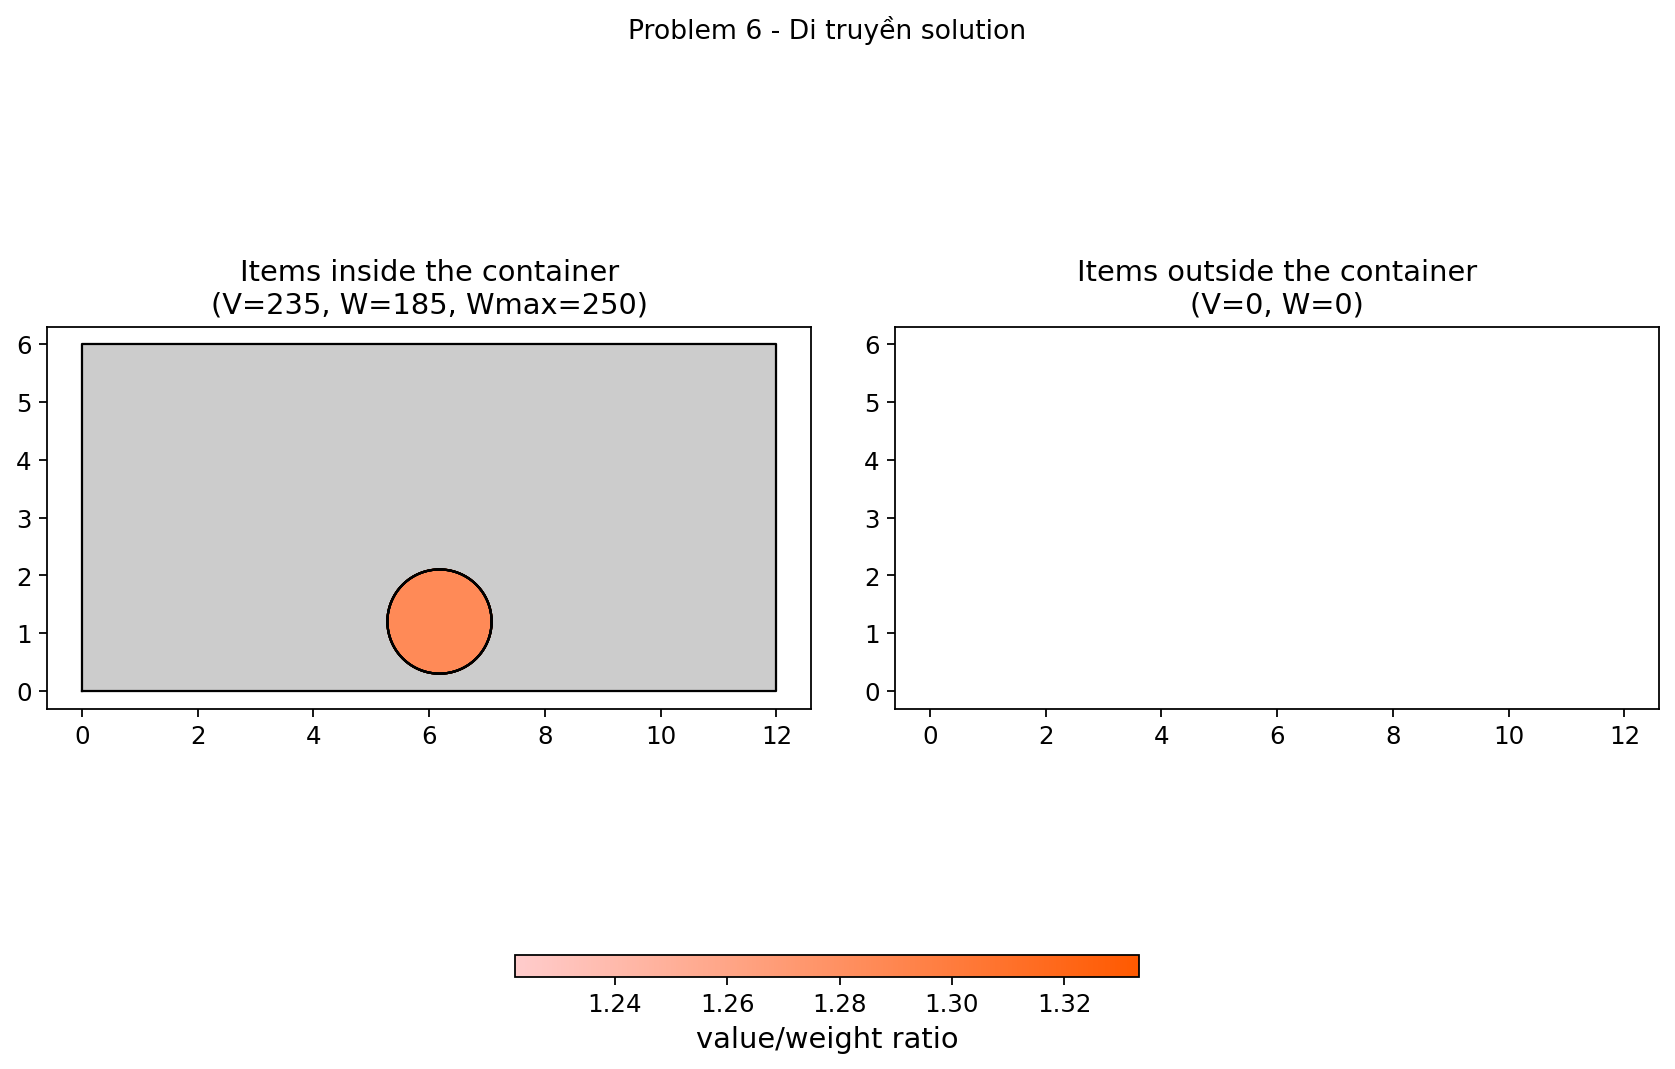 Problem 6 - Di truyền solution
Items inside the container
(V=235, W=185, Wmax=250)
6
5
4
3
2
1
0
0 2 4 6 8 10 12
Items outside the container
(V=0, W=0)
6
5
4
3
2
1
0
0 2 4 6 8 10 12
1.24 1.26 1.28 1.30 1.32
value/weight ratio